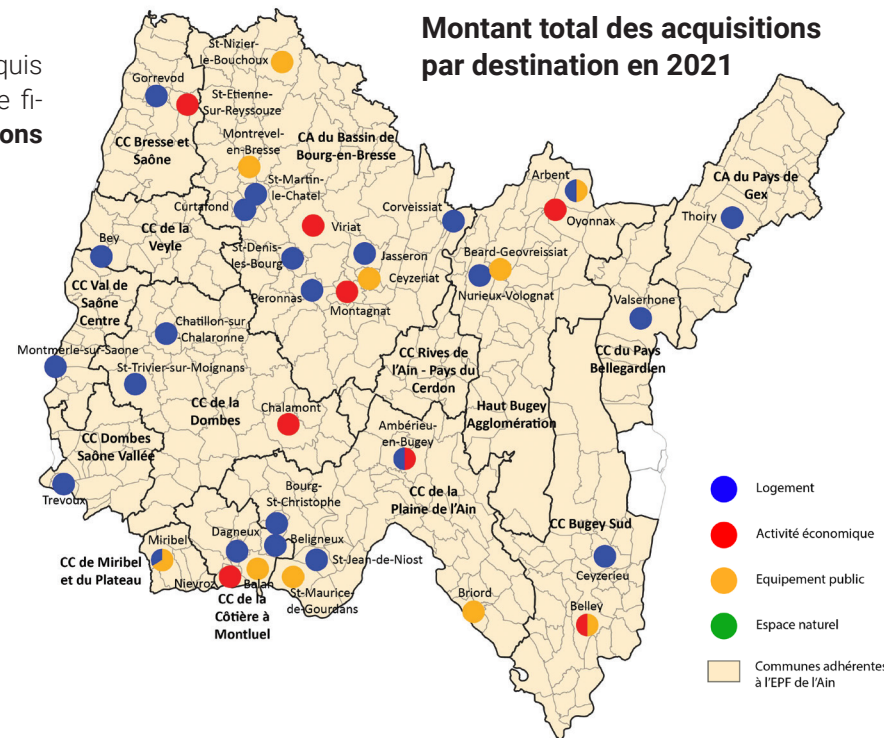 Montant total des acquisitions
par destination en 2021
quis
e fi-
ons
St-Nizier-
le-Bouchoux
Gorrevod
St-Etienne-
Sur-Reyssouze
CC Bresse et
Saône
Montrevel-
en-Bresse
CA du Bassin de
Bourg-en-Bresse
St-Martin-
le-Chatel
Curtafond
Corveissiat
Arbent
Oyonnax
CA du Pays de
Gex
Thoiry
CC de la
Veyle
Viriat
Bey
St-Denis-
les-Bourg
Jasseron
Ceyzeriat
Beard-Geovreissiat
Nurieux-Volognat
CC Val de
Saône
Centre
Peronnas
Montagnat
Valserhone
Chatillon-sur
-Chalaronne
Montmerle-sur-Saone
St-Trivier-sur-Moignans
CC Rives de
l'Ain - Pays du
Cerdon
CC du Pays
Bellegardien
CC de la
Dombes
Chalamont
Haut Bugey
Agglomération
CC Dombes
Saône Vallée
Ambérieu-
en-Bugey
Trevoux
Bourg-
St-Christophe
CC de la
Plaine de l'Ain
Logement
Miribel
Dagneux
Beligneux
CC Bugey Sud
Activité économique
CC de Miribel
et du Plateau
St-Jean-de-Niost
Ceyzerieu
Nievroz
Balan
St-Maurice-
de-Gourdans
Equipement public
CC de la
Côtière à
Montluel
Briord
Belley
Espace naturel
Communes adhérentes
à l'EPF de l'Ain